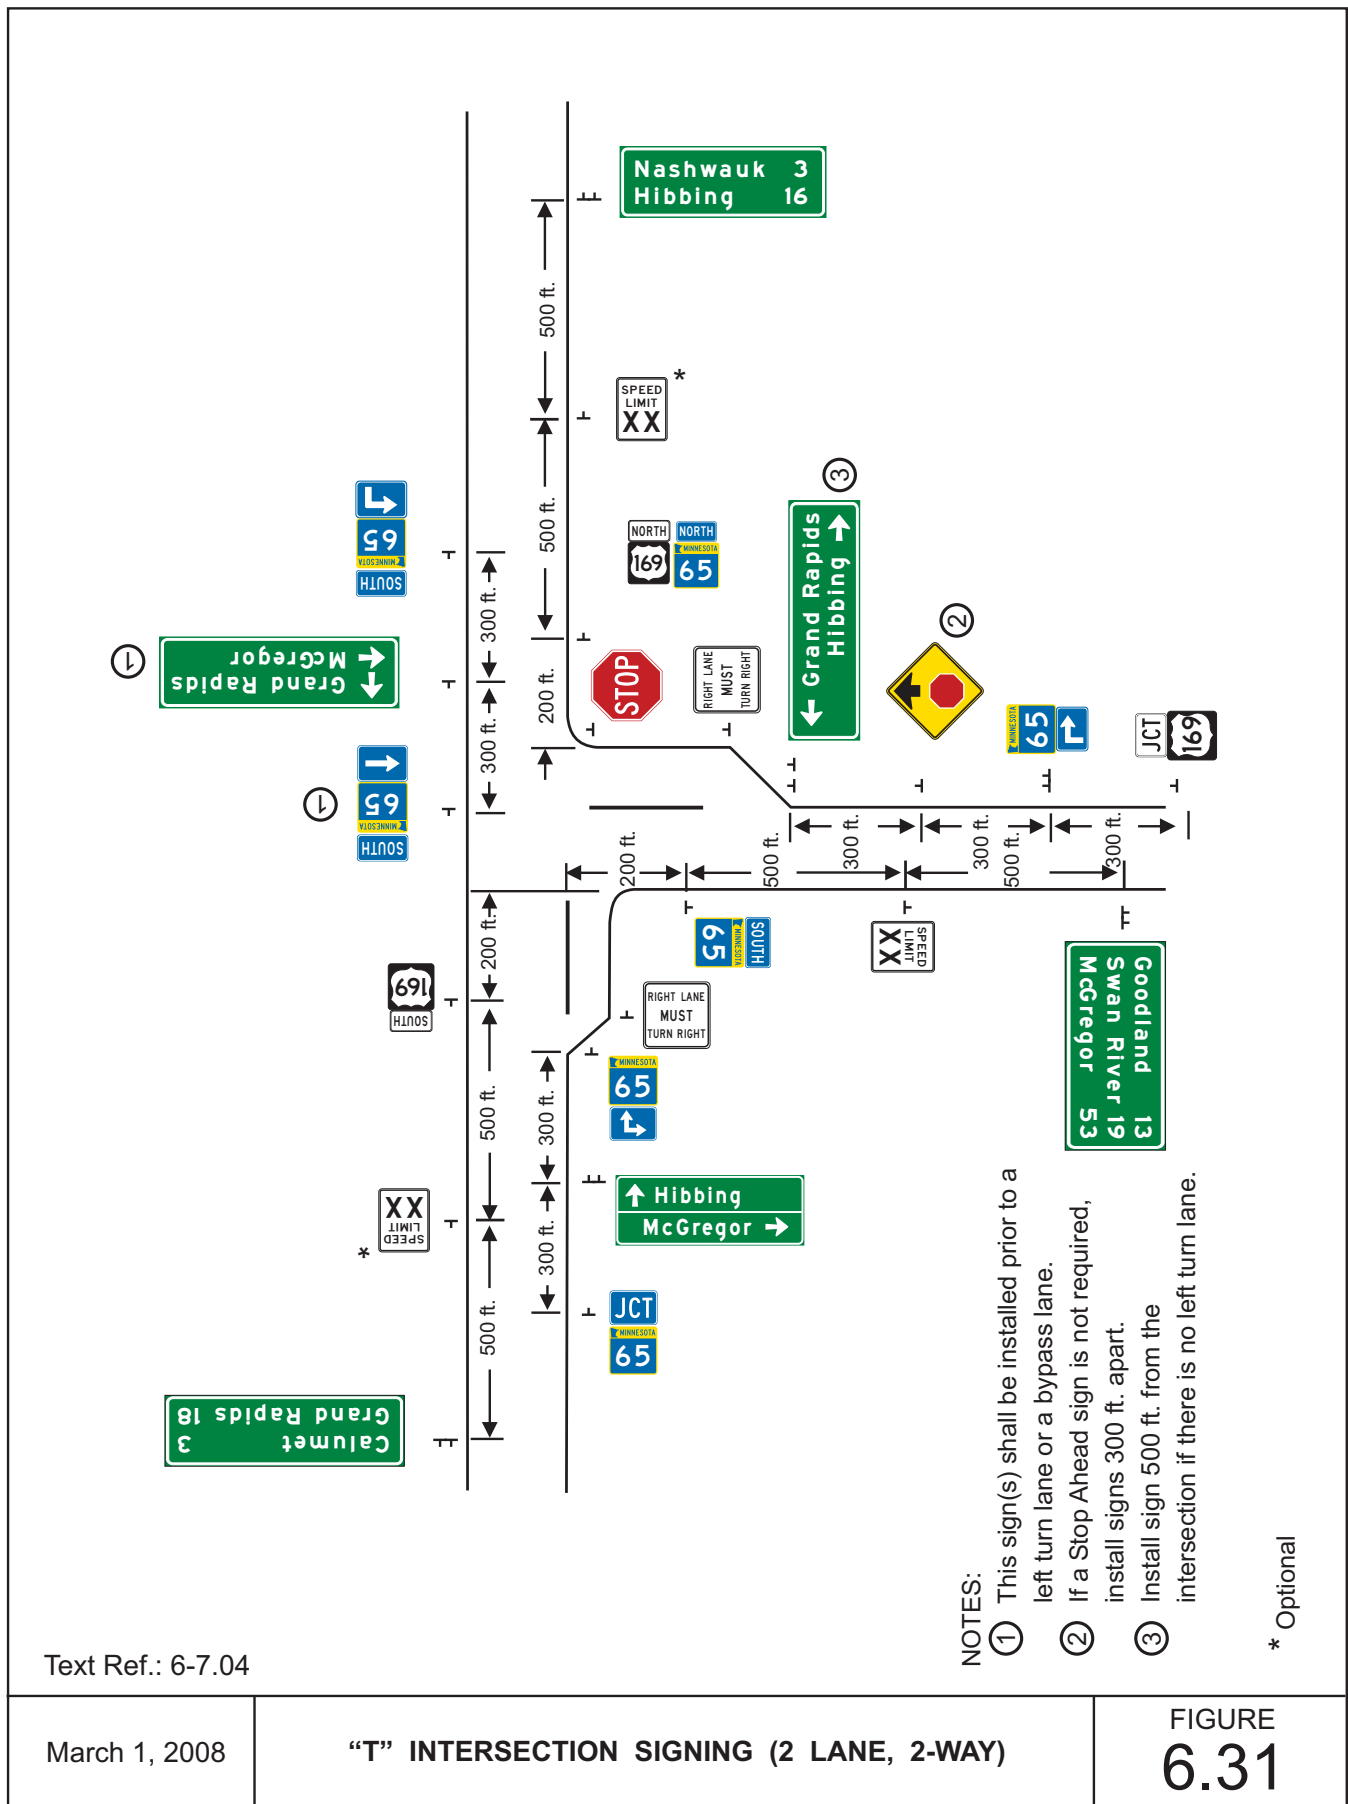 Nashwauk 3
Hibbing 16
500 ft.
SPEED
LIMIT
XX
*
500 ft.
NORTH
169
NORTH
MINNESOTA
65
200 ft.
STOP
RIGHT LANE
MUST
TURN RIGHT
Grand Rapids
Hibbing
3
2
MINNESOTA
65
JCT
169
65
MINNESOTA
SOUTH
300 ft.
1
Grand Rapids
McGregor
300 ft.
1
65
MINNESOTA
SOUTH
300 ft.
300 ft.
300 ft.
200 ft.
500 ft.
500 ft.
SOUTH
MINNESOTA
65
SPEED
LIMIT
XX
Goodland 13
Swan River 19
McGregor 53
200 ft.
169
SOUTH
500 ft.
SPEED
LIMIT
XX
*
500 ft.
Calumet 3
Grand Rapids 18
RIGHT LANE
MUST
TURN RIGHT
MINNESOTA
65
300 ft.
Hibbing
McGregor
300 ft.
JCT
MINNESOTA
65
NOTES:
1 This sign(s) shall be installed prior to a
left turn lane or a bypass lane.
2 If a Stop Ahead sign is not required,
install signs 300 ft. apart.
3 Install sign 500 ft. from the
intersection if there is no left turn lane.
* Optional
Text Ref.: 6-7.04
March 1, 2008
“T” INTERSECTION SIGNING (2 LANE, 2-WAY)
FIGURE
6.31